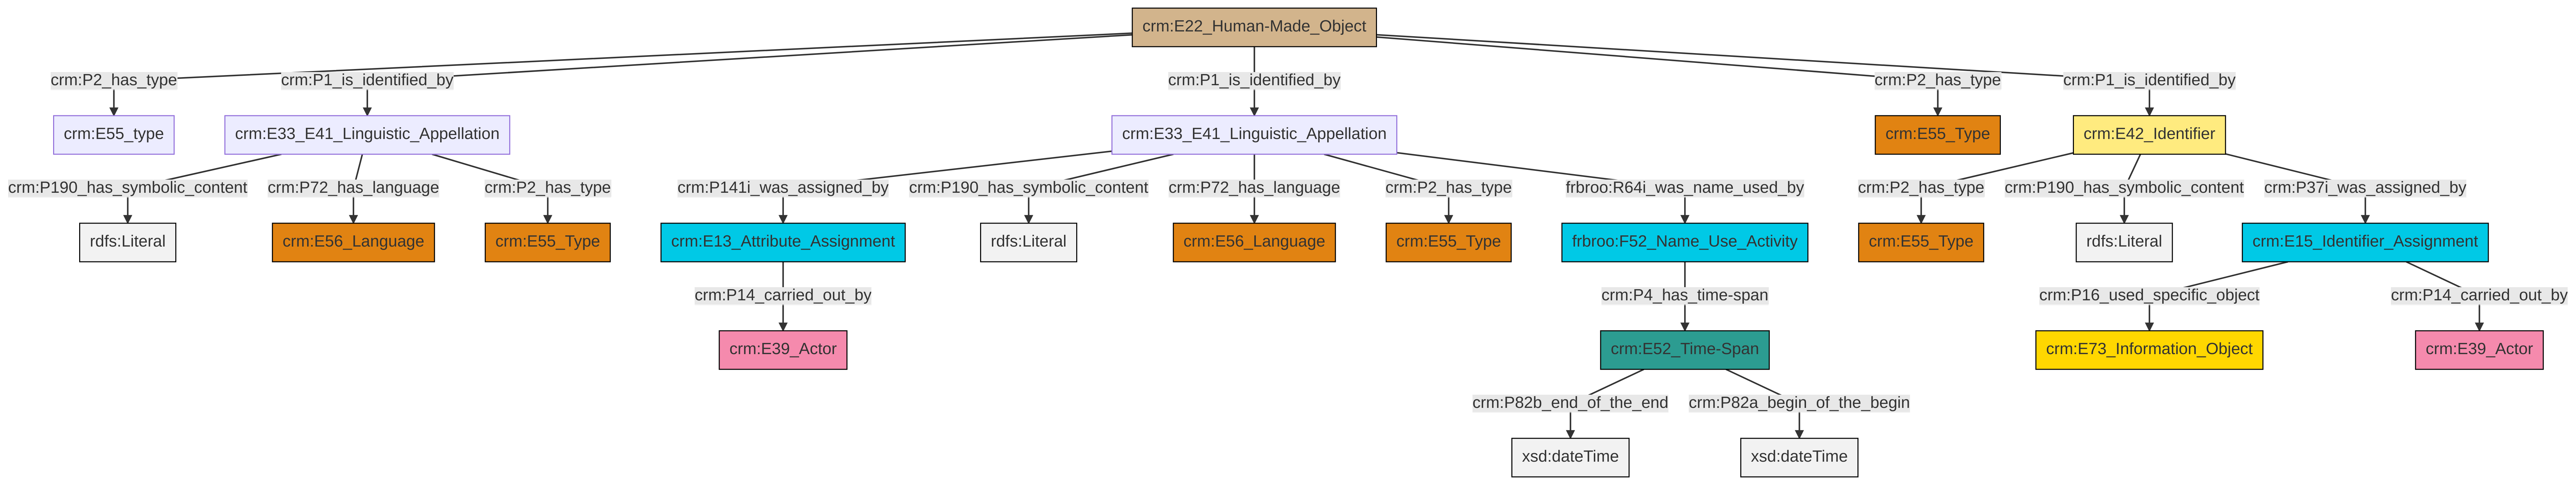 crm:E22_Human-Made_Object
crm:P2_has_type
crm:P1_is_identified_by
crm:P1_is_identified_by
crm:P2_has_type
crm:P1_is_identified_by
crm:E55_type
crm:E33_E41_Linguistic_Appellation
crm:E33_E41_Linguistic_Appellation
crm:E55_Type
crm:E42_Identifier
crm:P190_has_symbolic_content
crm:P72_has_language
crm:P2_has_type
crm:P141i_was_assigned_by
crm:P190_has_symbolic_content
crm:P72_has_language
crm:P2_has_type
frbroo:R64i_was_name_used_by
crm:P2_has_type
crm:P190_has_symbolic_content
crm:P37i_was_assigned_by
rdfs:Literal
crm:E56_Language
crm:E55_Type
crm:E13_Attribute_Assignment
rdfs:Literal
crm:E56_Language
crm:E55_Type
frbroo:F52_Name_Use_Activity
crm:E55_Type
rdfs:Literal
crm:E15_Identifier_Assignment
crm:P14_carried_out_by
crm:P4_has_time-span
crm:P16_used_specific_object
crm:P14_carried_out_by
crm:E39_Actor
crm:E52_Time-Span
crm:E73_Information_Object
crm:E39_Actor
crm:P82b_end_of_the_end
crm:P82a_begin_of_the_begin
xsd:dateTime
xsd:dateTime